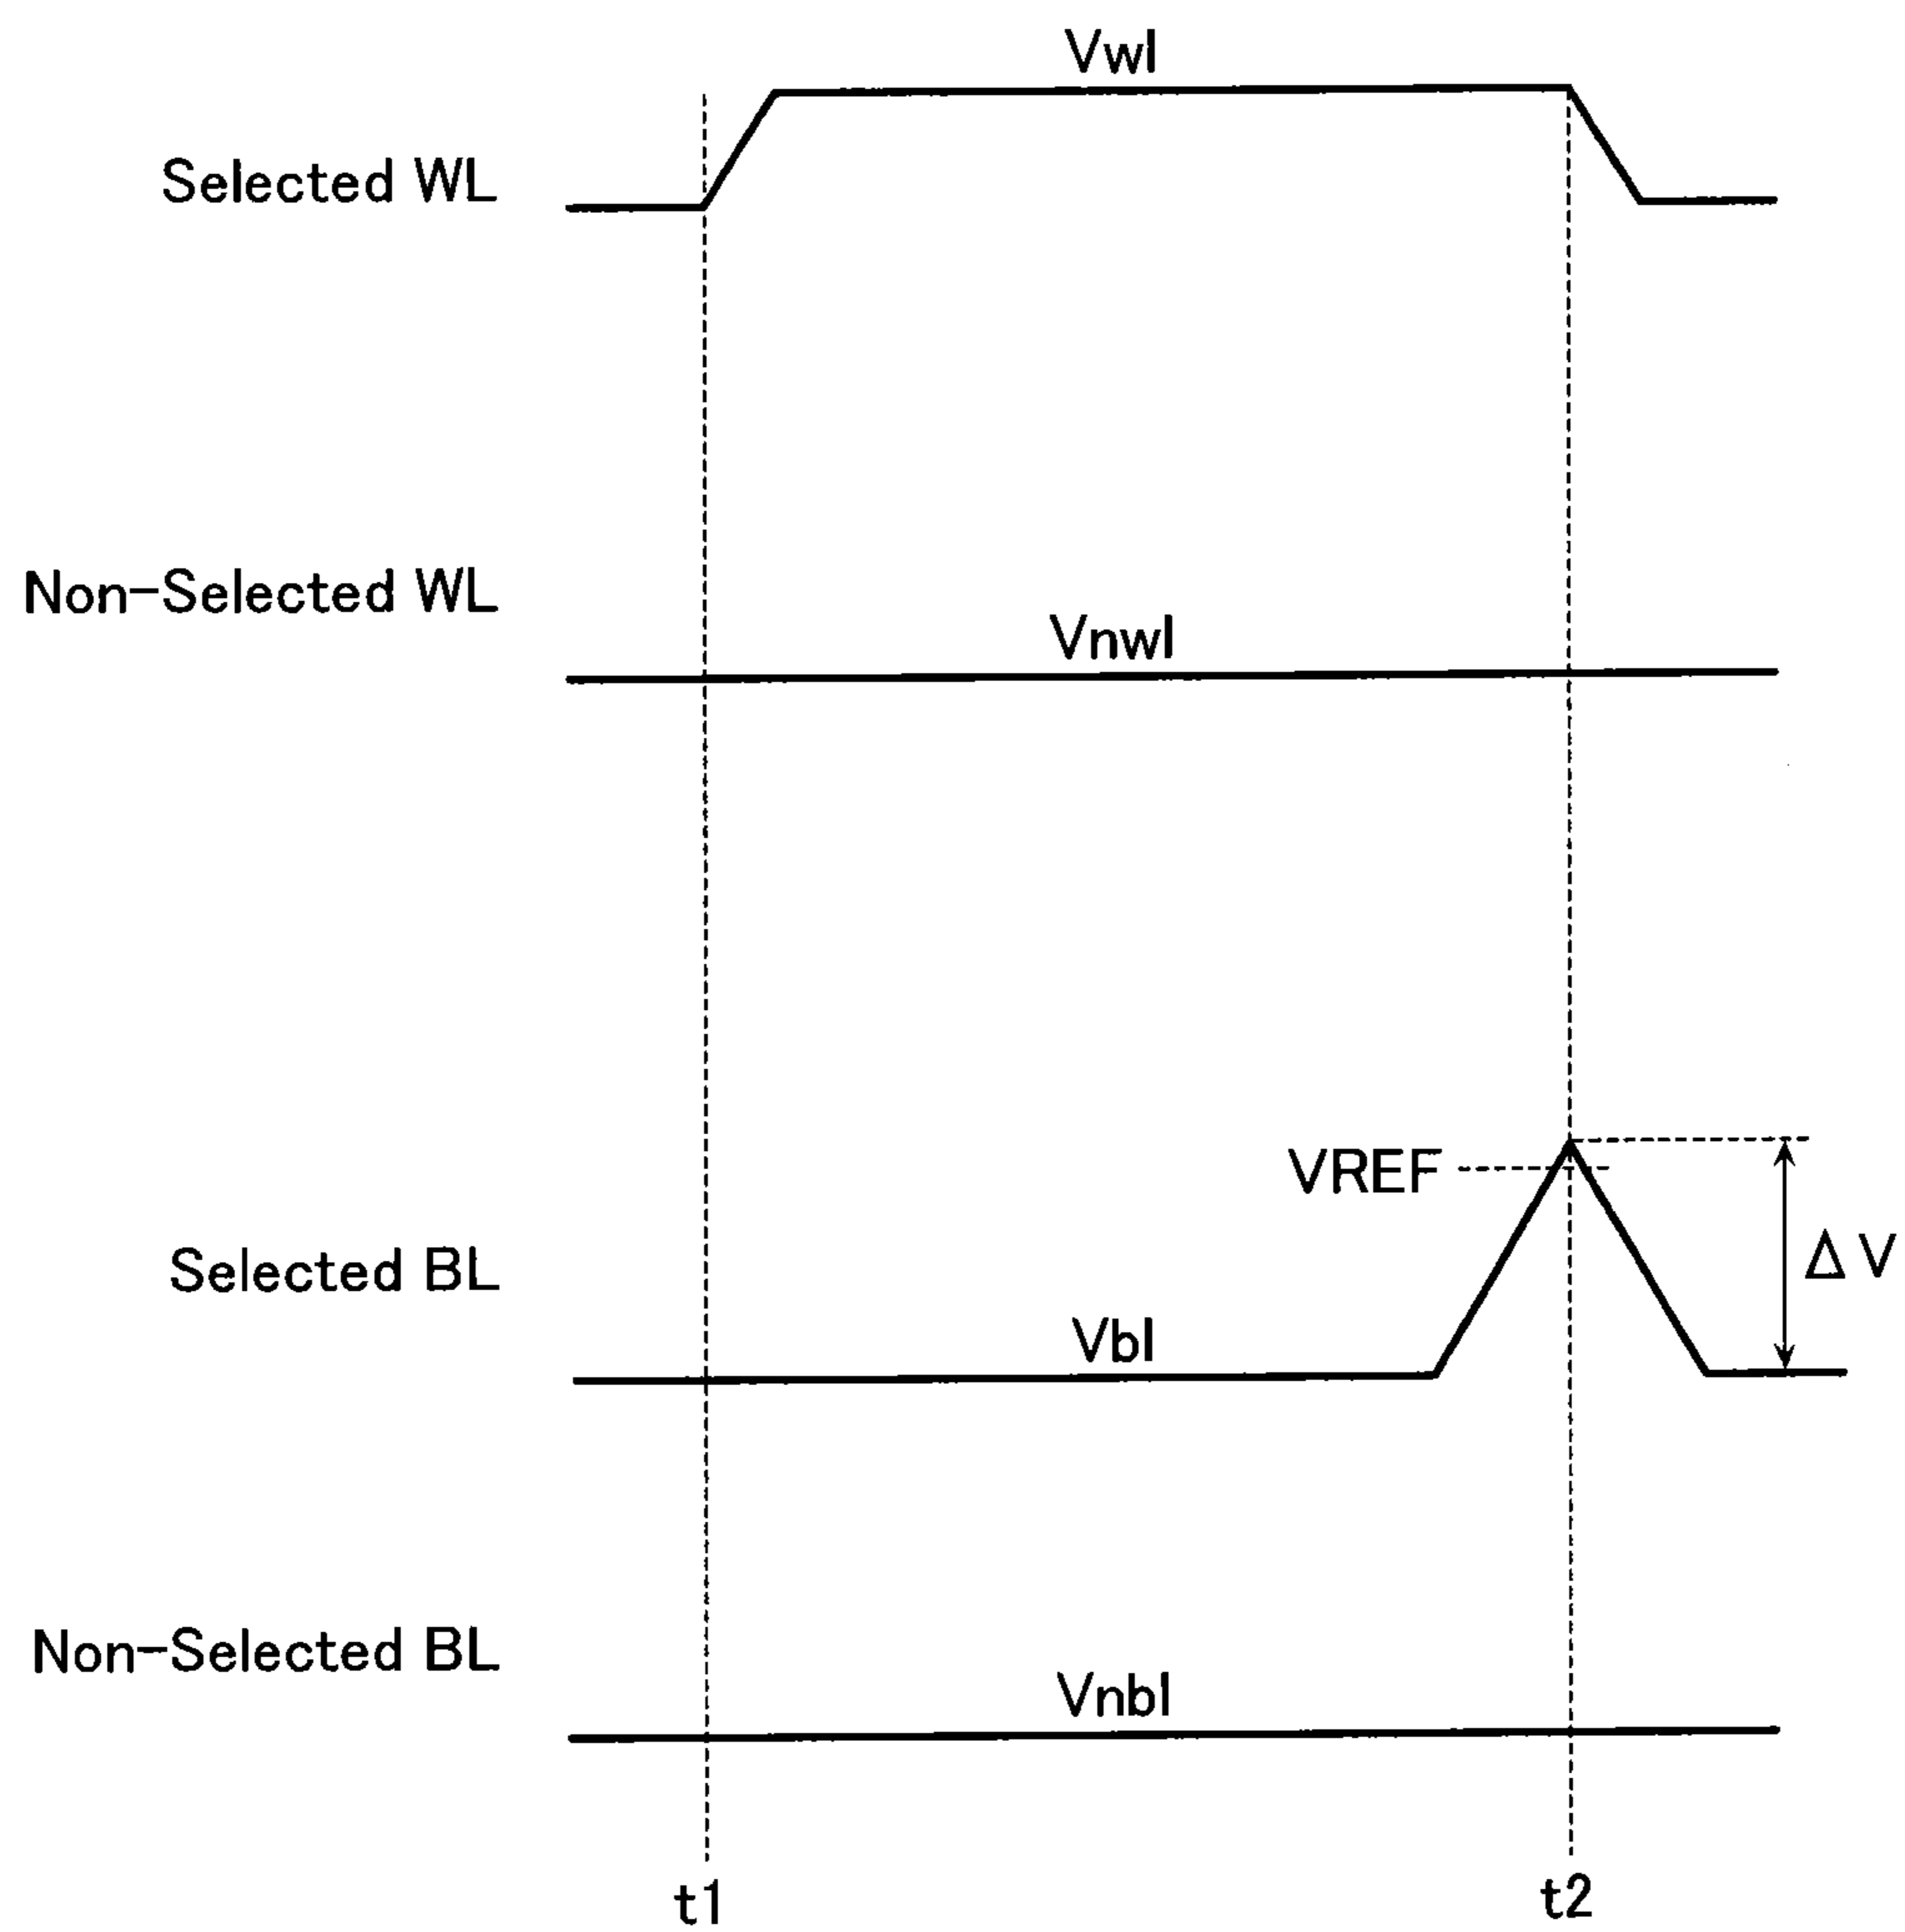 Vwl
Selected WL
Non-Selected WL
Vnwl
VREF
ΔV
Selected BL
Vbl
Non-Selected BL
Vnbl
t1
t2